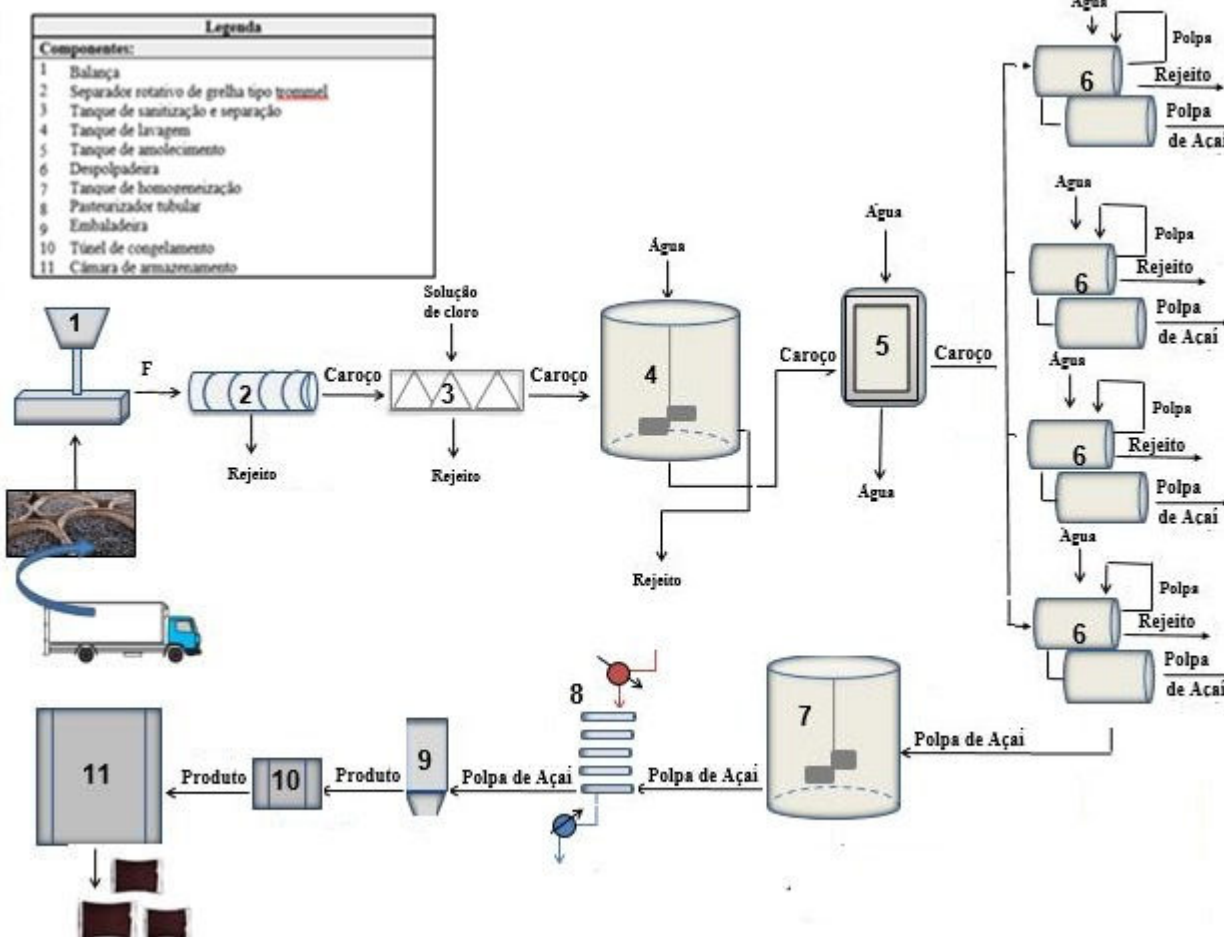 Legenda
Componentes:
1 Balança
2 Separador rotativo de grelha tipo trommel
3 Tanque de sanitização e separação
4 Tanque de lavagem
5 Tanque de amolecimento
6 Despolpadeira
7 Tanque de homogeneização
8 Pasteurizador tubular
9 Embaladeira
10 Túnel de congelamento
11 Câmara de armazenamento
1
F
2
Caroço
Rejeito
Solução
de cloro
3
Caroço
Rejeito
Água
4
Rejeito
Caroço
Água
5
Água
Caroço
Água
Polpa
6
Rejeito
Polpa
de Açaí
Água
Polpa
6
Rejeito
Polpa
de Açaí
Água
Polpa
6
Rejeito
Polpa
de Açaí
Água
Polpa
6
Rejeito
Polpa
de Açaí
Polpa de Açaí
7
Polpa de Açaí
8
Polpa de Açaí
9
Produto
10
Produto
11